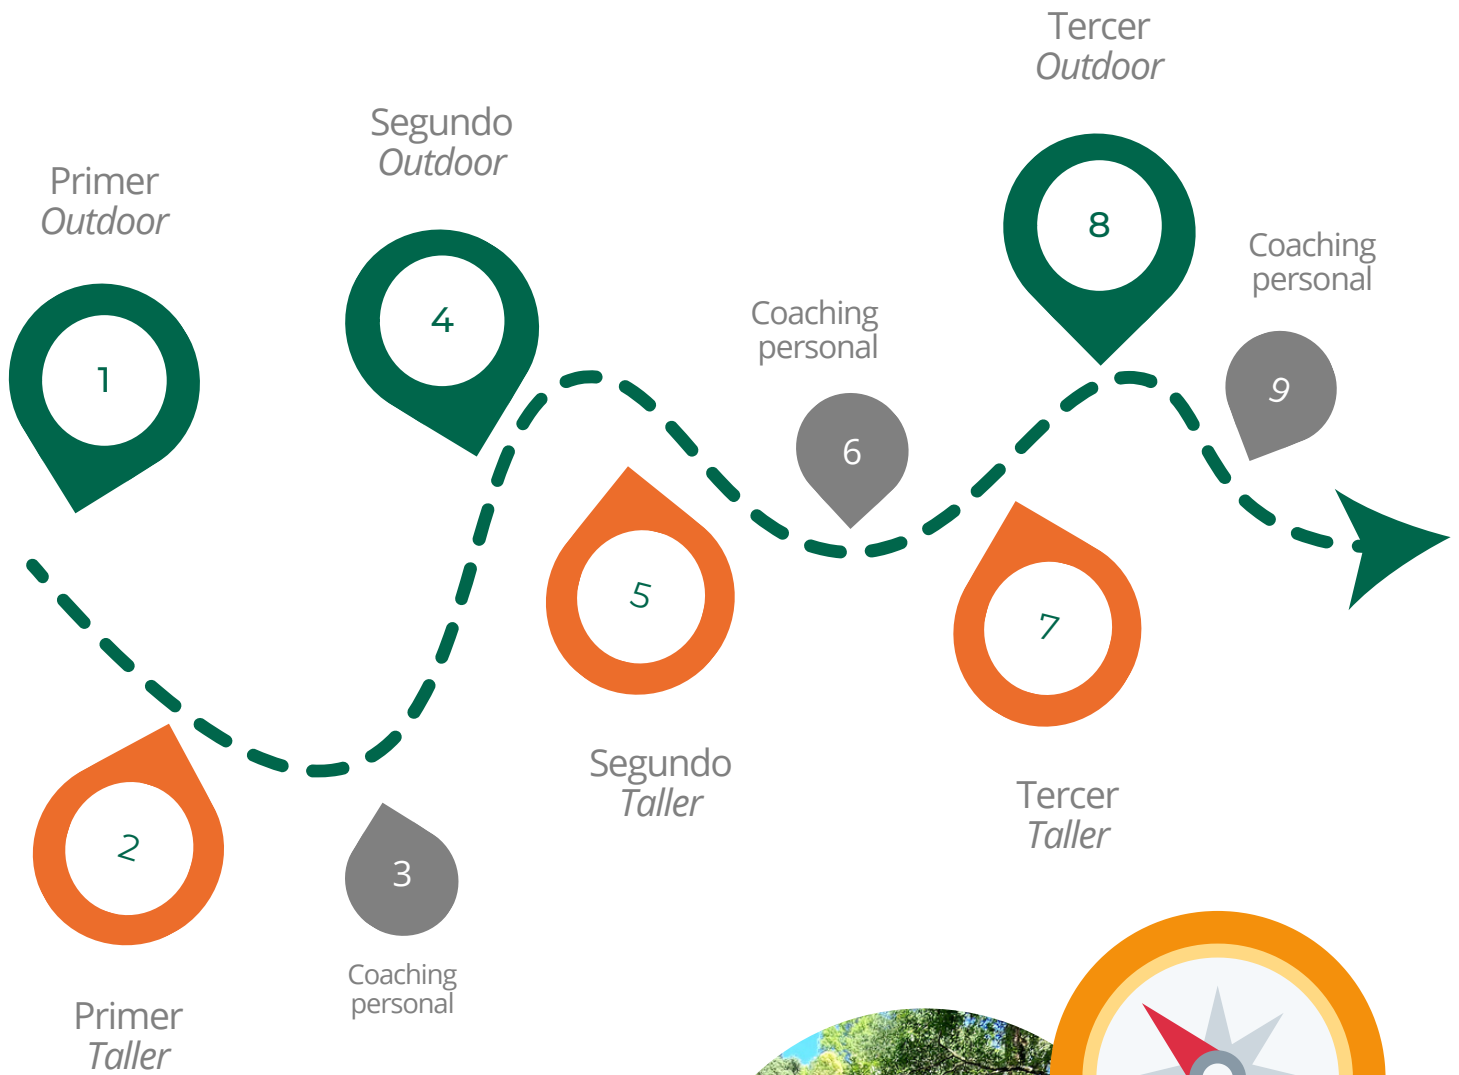 Primer
Outdoor
1
2
Primer
Taller
3
Coaching
personal
Segundo
Outdoor
4
5
Segundo
Taller
Coaching
personal
6
7
Tercer
Taller
Tercer
Outdoor
8
Coaching
personal
9